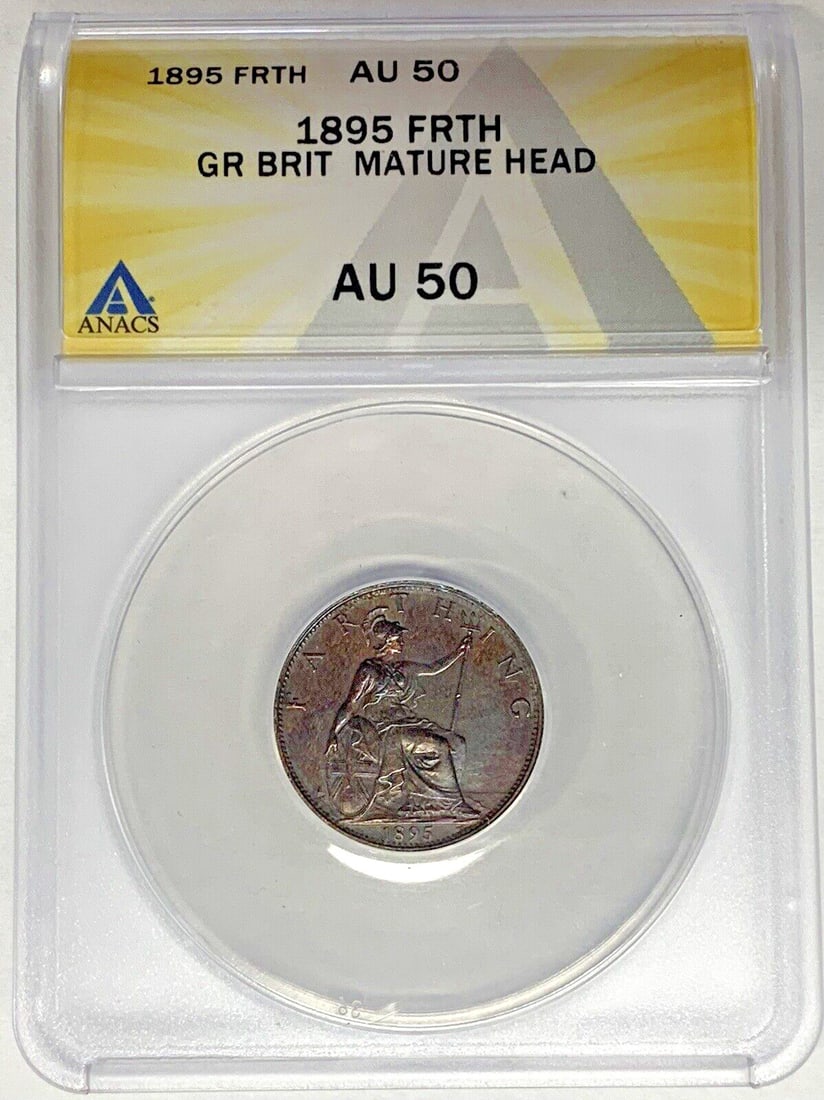 1895 FRTH AU 50
1895 FRTH
GR BRIT MATURE HEAD
AU 50
ANACS
FARTHING
1895